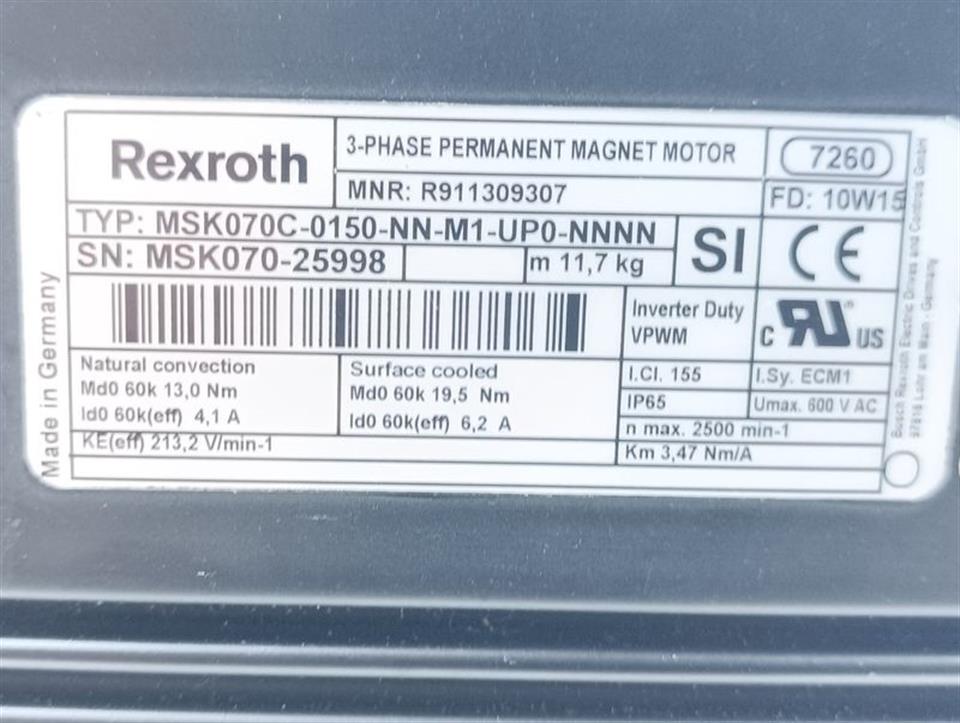 Rexroth
3-PHASE PERMANENT MAGNET MOTOR
7260
MNR: R911309307
FD: 10W15
TYP: MSK070C-0150-NN-M1-UP0-NNNN
SI
CE
SN: MSK070-25998
m 11,7 kg
Inverter Duty
VPWM
C RU US
Natural convection
Md0 60k 13,0 Nm
Id0 60k(eff) 4,1 A
KE(eff) 213,2 V/min-1
Surface cooled
Md0 60k 19,5 Nm
Id0 60k(eff) 6,2 A
I.Cl. 155
I.Sy. ECM1
IP65
Umax. 600 V AC
n max. 2500 min-1
Km 3,47 Nm/A
Made in Germany
Bosch Rexroth Electric Drives and Controls GmbH
97816 Lohr am Main - Germany